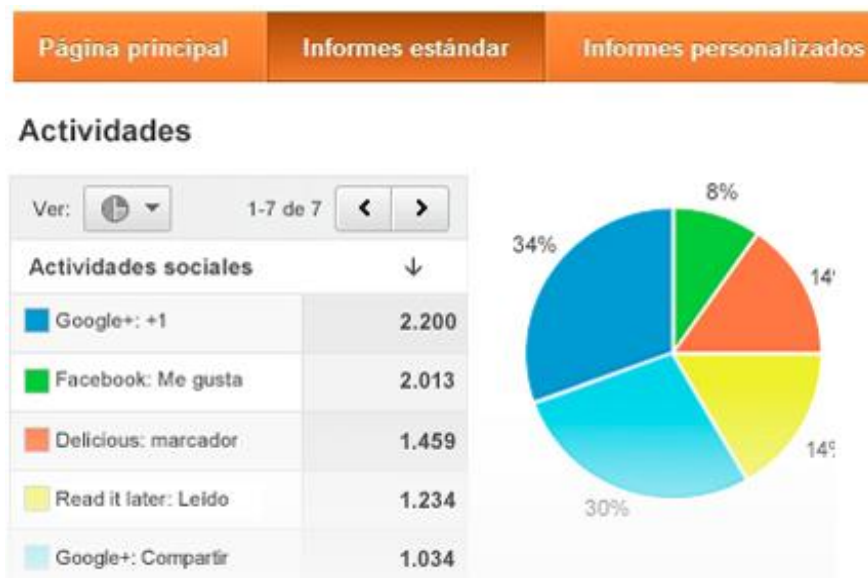 Página principal
Informes estándar
Informes personalizados
Actividades
Ver:
1-7 de 7
Actividades sociales
Google+: +1 2.200
Facebook: Me gusta 2.013
Delicious: marcador 1.459
Read it later: Leído 1.234
Google+: Compartir 1.034
8%
34%
14%
14%
30%